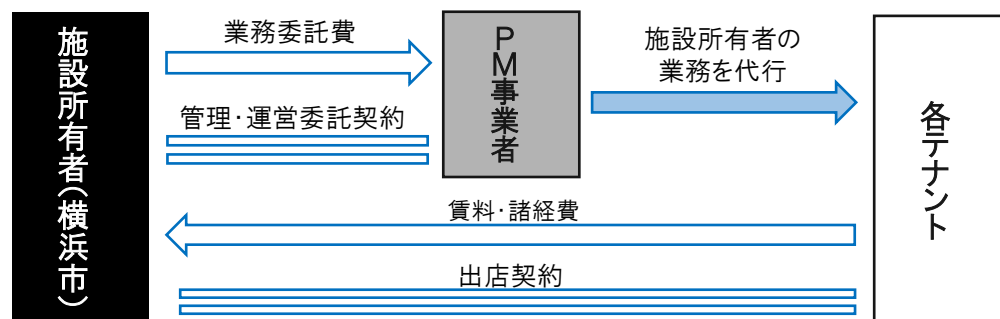 施設所有者(横浜市)
業務委託費
管理・運営委託契約
PM事業者
施設所有者の
業務を代行
各テナント
賃料・諸経費
出店契約